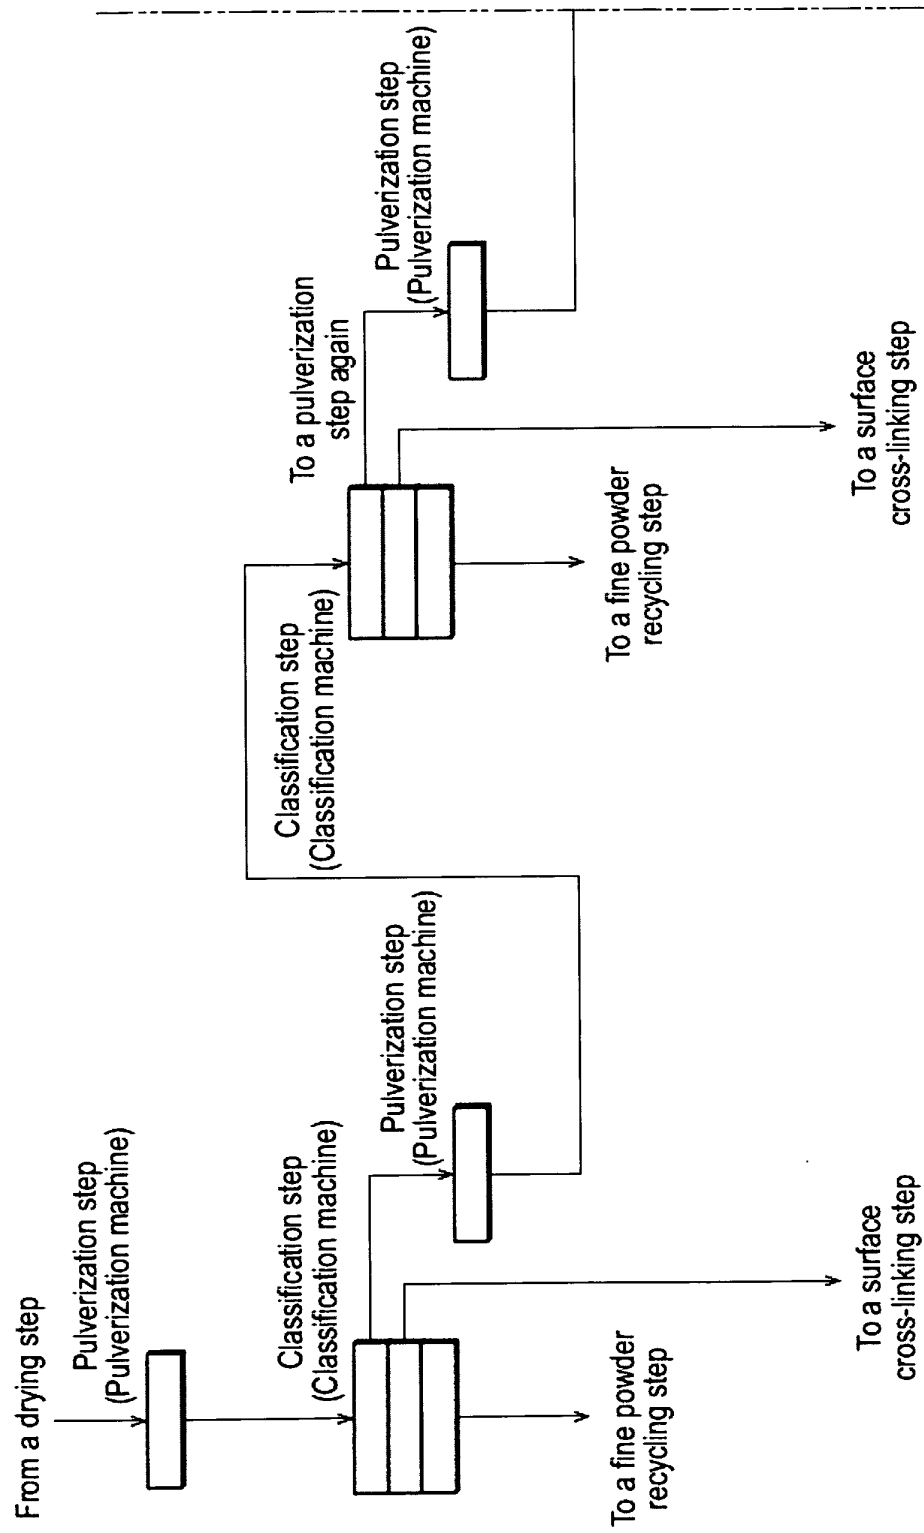 From a drying step
Pulverization step
(Pulverization machine)
Classification step
(Classification machine)
To a fine powder
recycling step
To a surface
cross-linking step
Pulverization step
(Pulverization machine)
Classification step
(Classification machine)
To a fine powder
recycling step
To a pulverization
step again
To a surface
cross-linking step
Pulverization step
(Pulverization machine)